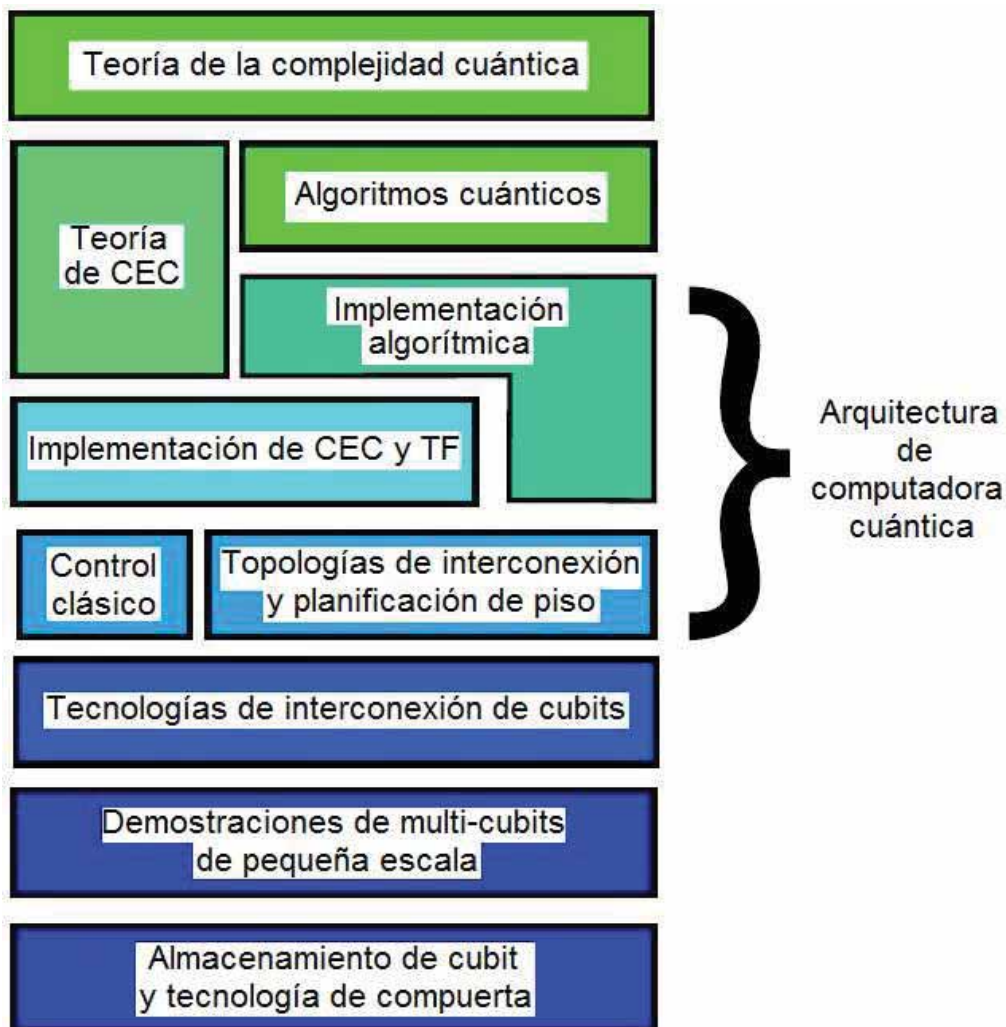 Teoría de la complejidad cuántica
Teoría
de CEC
Algoritmos cuánticos
Implementación
algorítmica
Implementación de CEC y TF
Control
clásico
Topologías de interconexión
y planificación de piso
Arquitectura
de
computadora
cuántica
Tecnologías de interconexión de cubits
Demostraciones de multi-cubits
de pequeña escala
Almacenamiento de cubit
y tecnología de compuerta